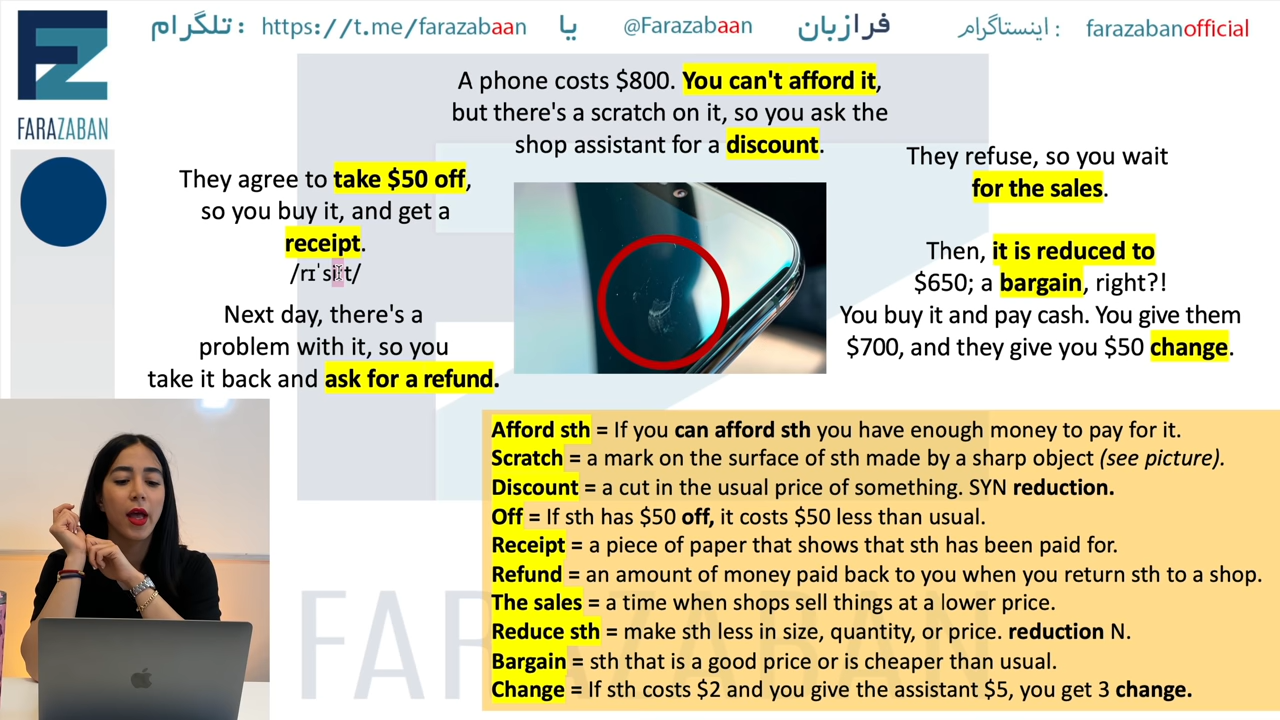 تلگرام : https://t.me/farazabaan یا @Farazabaan فرازبان اینستاگرام : farazabanofficial
FZ
FARAZABAN
A phone costs $800. You can't afford it,
but there's a scratch on it, so you ask the
shop assistant for a discount.
They agree to take $50 off,
so you buy it, and get a
receipt.
/rɪˈsiːt/
Next day, there's a
problem with it, so you
take it back and ask for a refund.
They refuse, so you wait
for the sales.
Then, it is reduced to
$650; a bargain, right?!
You buy it and pay cash. You give them
$700, and they give you $50 change.
Afford sth = If you can afford sth you have enough money to pay for it.
Scratch = a mark on the surface of sth made by a sharp object (see picture).
Discount = a cut in the usual price of something. SYN reduction.
Off = If sth has $50 off, it costs $50 less than usual.
Receipt = a piece of paper that shows that sth has been paid for.
Refund = an amount of money paid back to you when you return sth to a shop.
The sales = a time when shops sell things at a lower price.
Reduce sth = make sth less in size, quantity, or price. reduction N.
Bargain = sth that is a good price or is cheaper than usual.
Change = If sth costs $2 and you give the assistant $5, you get 3 change.
FARAZABAN